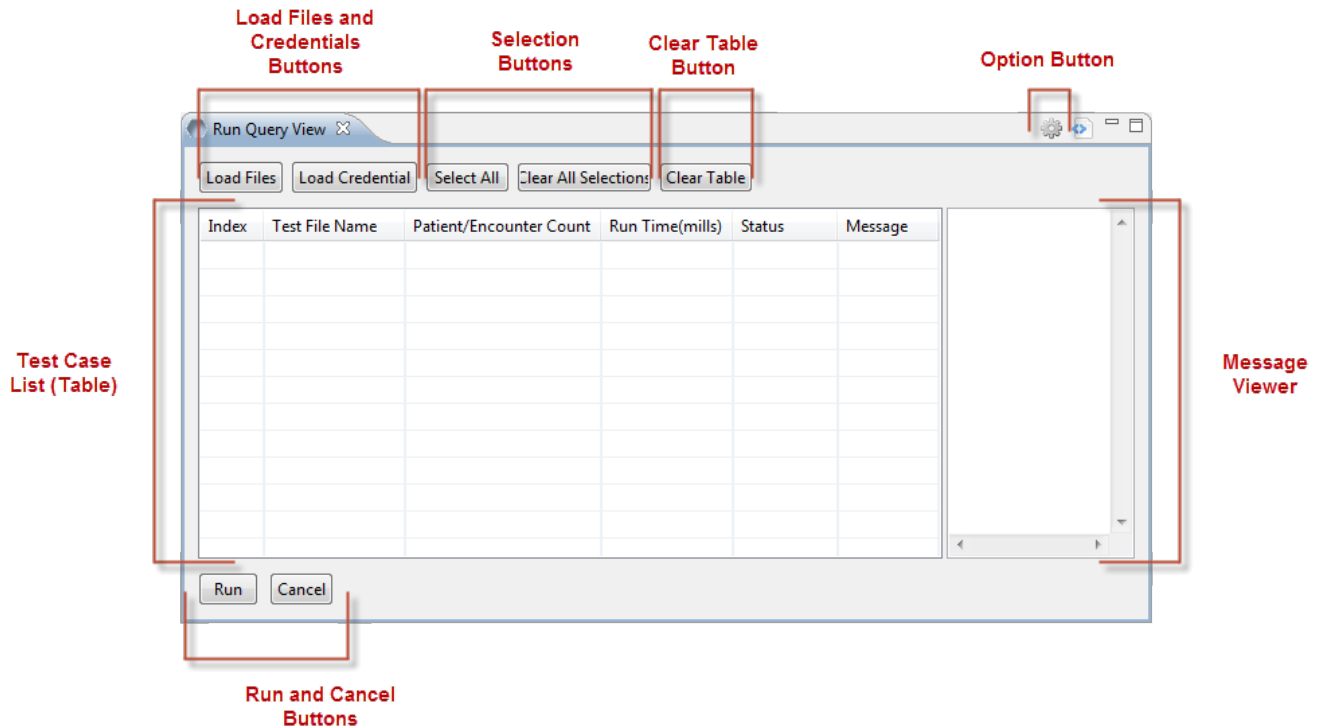 Load Files and
Credentials
Buttons
Selection
Buttons
Clear Table
Button
Option Button
Run Query View
Load Files
Load Credential
Select All
Clear All Selections
Clear Table
Index
Test File Name
Patient/Encounter Count
Run Time(mills)
Status
Message
Test Case
List (Table)
Message
Viewer
Run
Cancel
Run and Cancel
Buttons